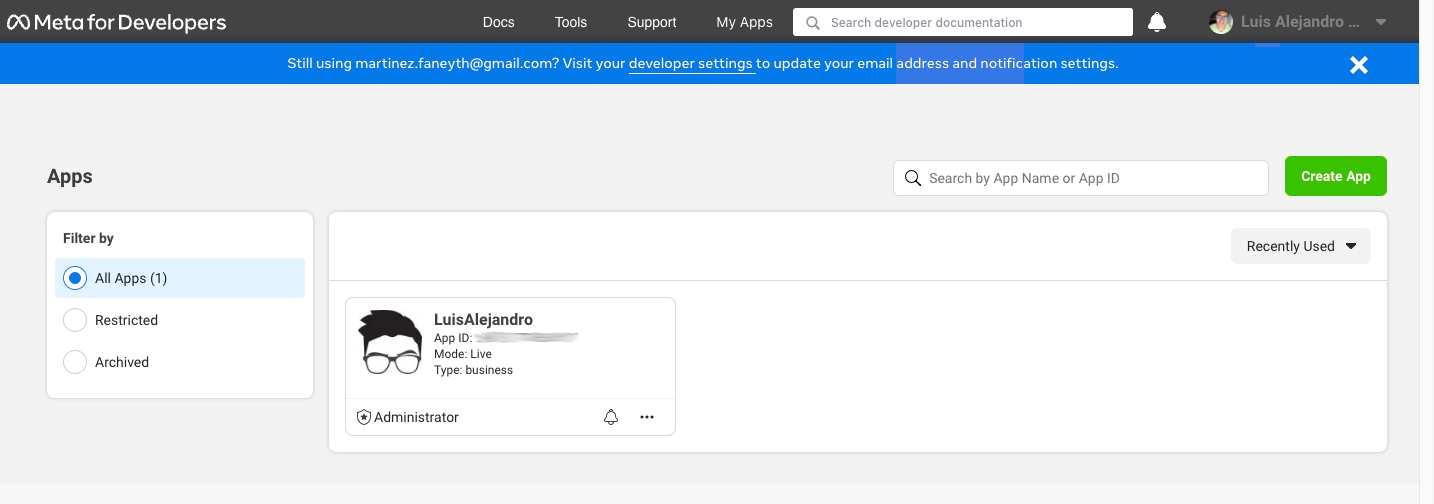 Meta for Developers Docs Tools Support My Apps Search developer documentation Luis Alejandro ...
Still using martinez.faneyth@gmail.com? Visit your developer settings to update your email address and notification settings.
Apps
Search by App Name or App ID
Create App
Filter by
All Apps (1)
Restricted
Archived
Recently Used
LuisAlejandro
App ID:
Mode: Live
Type: business
Administrator